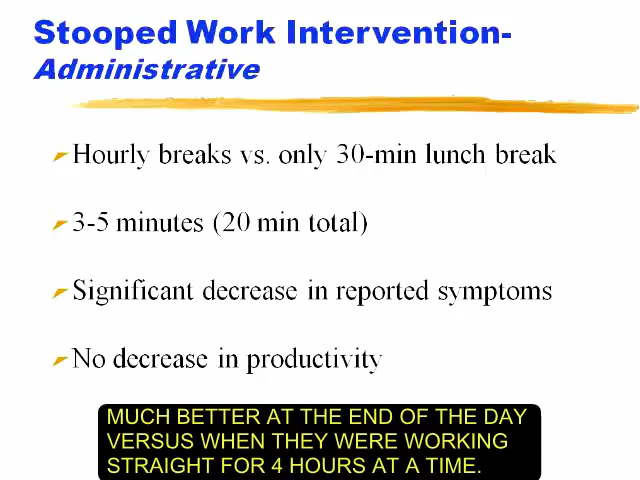 Stooped Work Intervention-
Administrative
Hourly breaks vs. only 30-min lunch break
3-5 minutes (20 min total)
Significant decrease in reported symptoms
No decrease in productivity
MUCH BETTER AT THE END OF THE DAY
VERSUS WHEN THEY WERE WORKING
STRAIGHT FOR 4 HOURS AT A TIME.